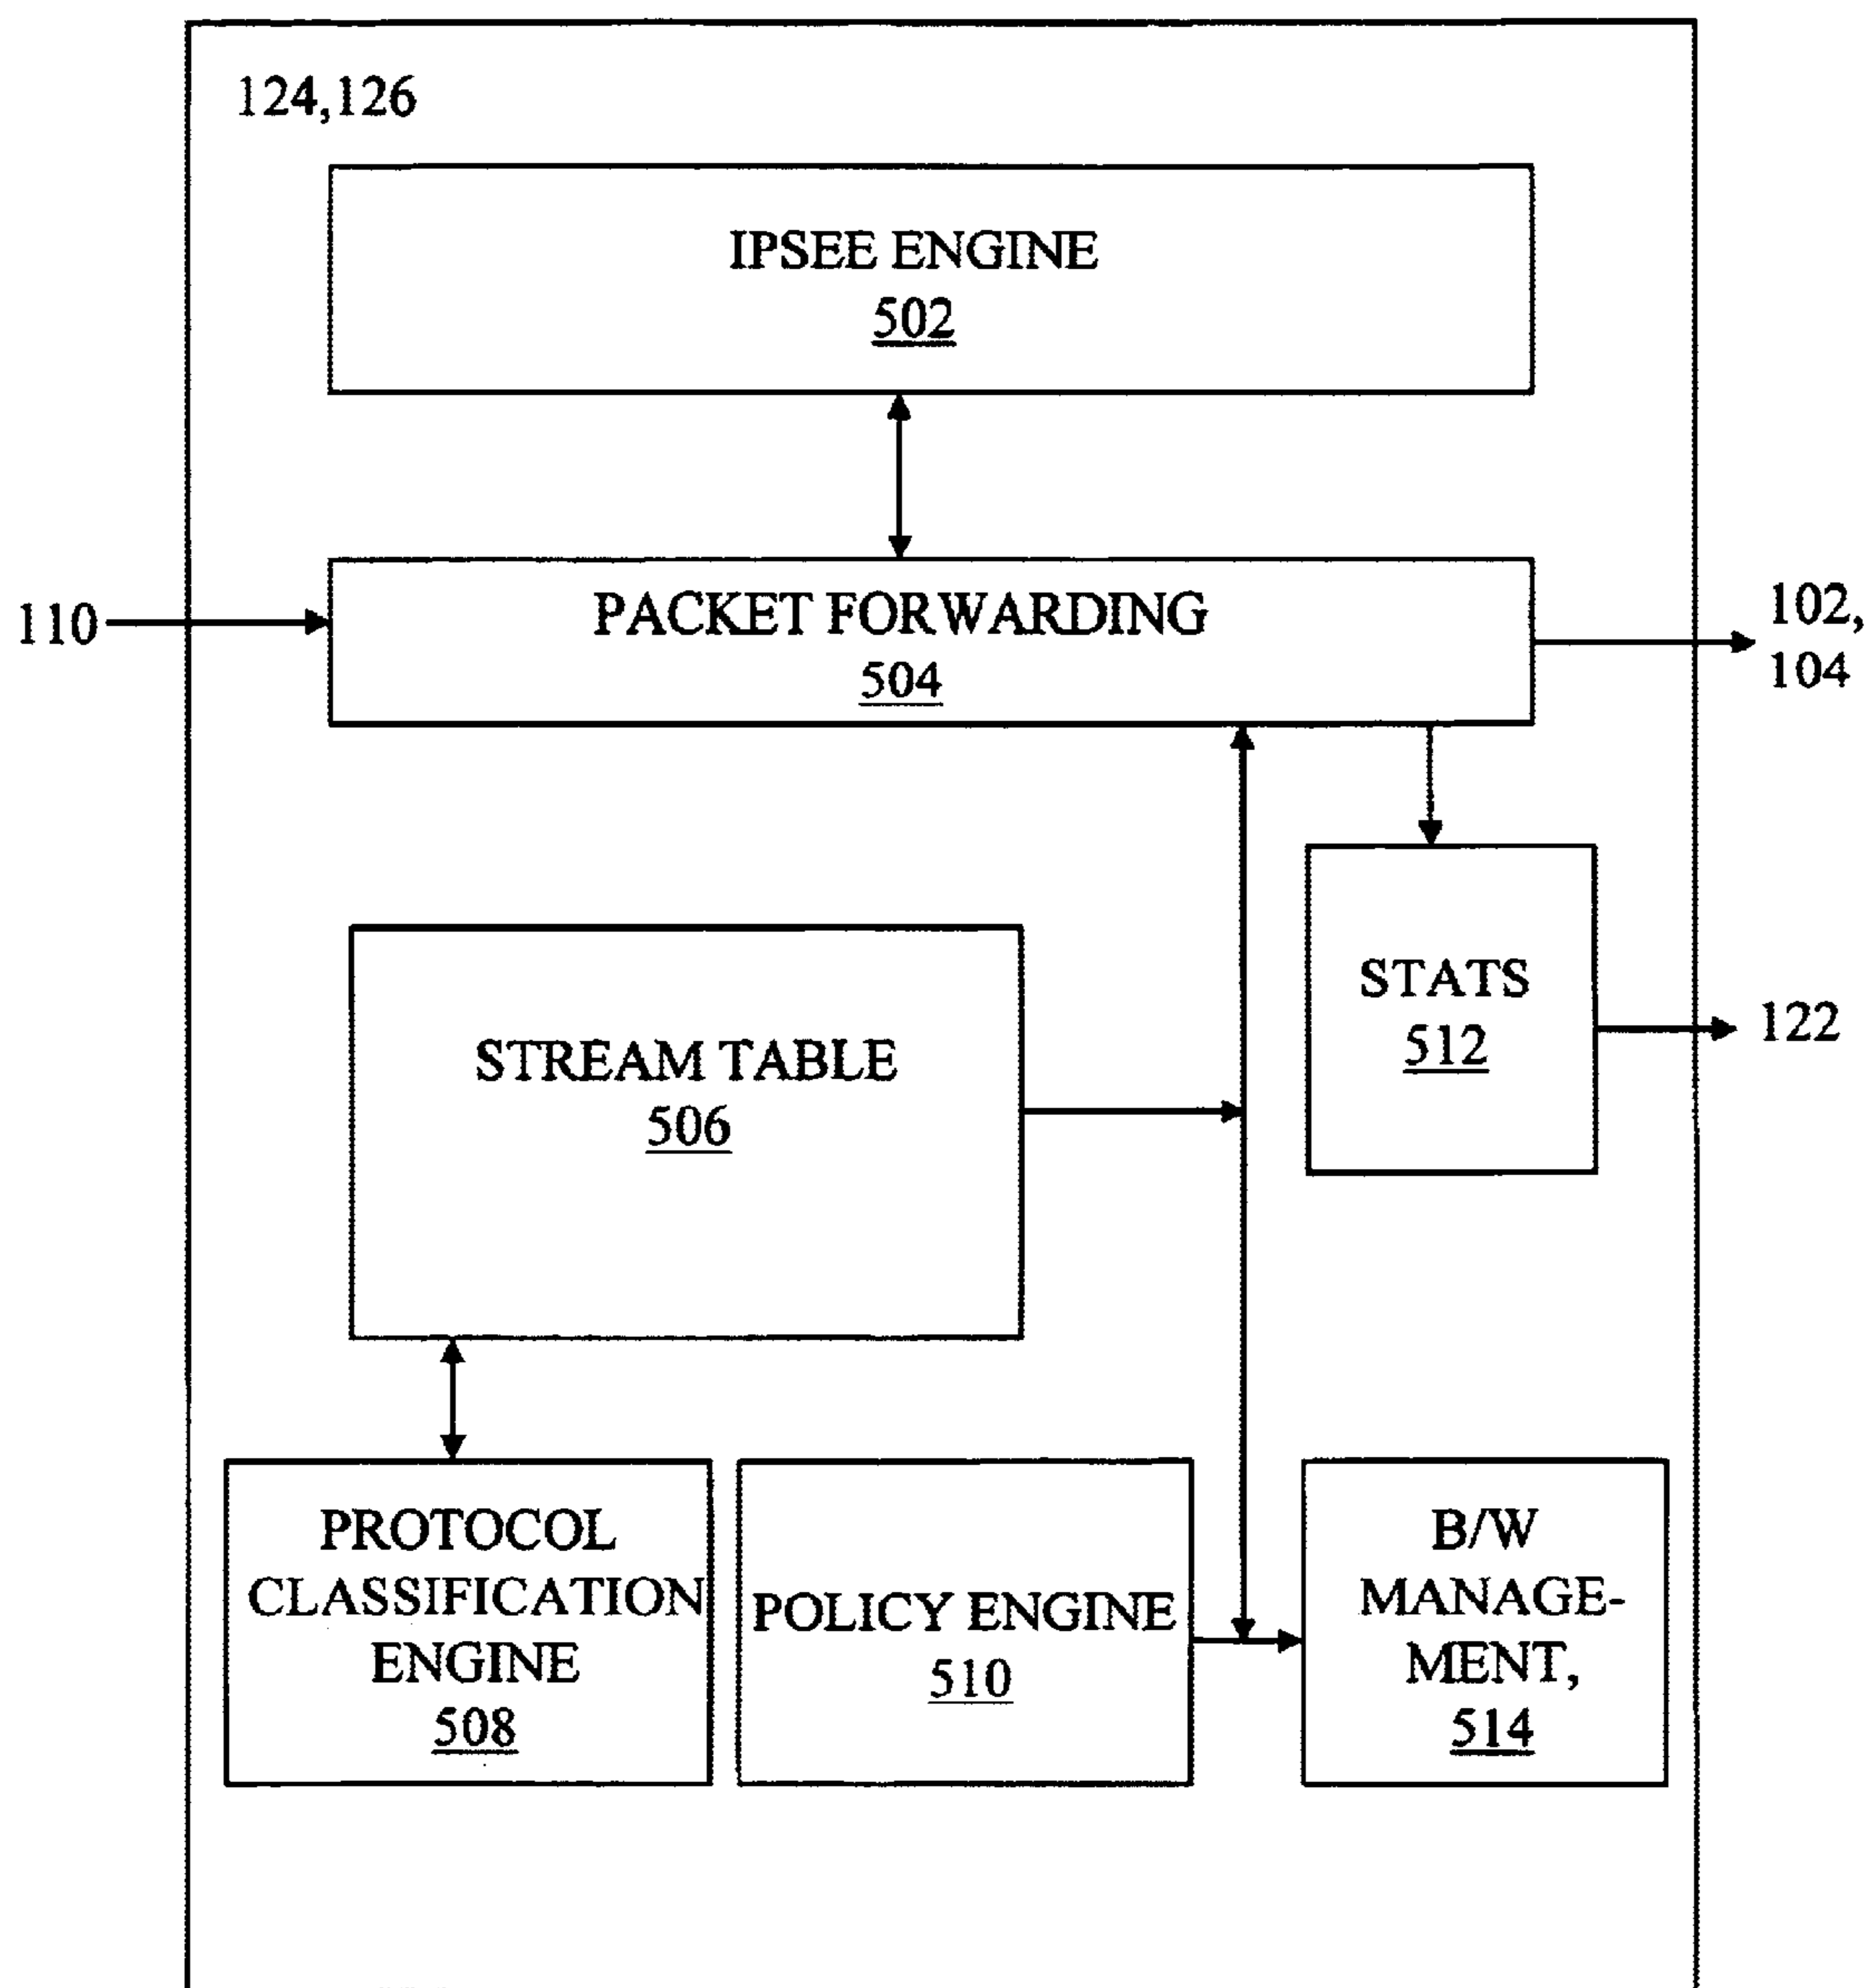 124,126
IPSEE ENGINE
502
110
PACKET FORWARDING
504
102,
104
STATS
512
122
STREAM TABLE
506
PROTOCOL
CLASSIFICATION
ENGINE
508
POLICY ENGINE
510
B/W
MANAGE-
MENT,
514